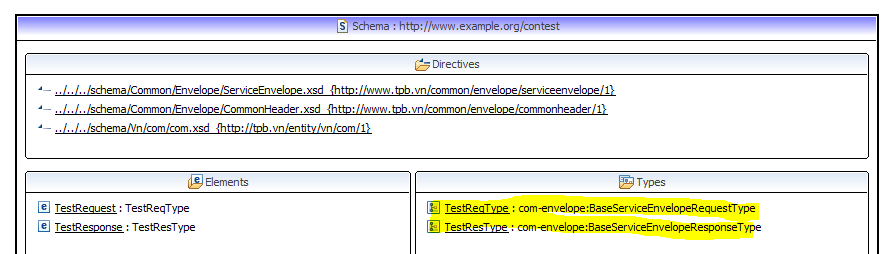 Schema : http://www.example.org/contest
Directives
../../../schema/Common/Envelope/ServiceEnvelope.xsd {http://www.tpb.vn/common/envelope/serviceenvelope/1}
../../../schema/Common/Envelope/CommonHeader.xsd {http://www.tpb.vn/common/envelope/commonheader/1}
../../../schema/Vn/com/com.xsd {http://tpb.vn/entity/vn/com/1}
Elements
TestRequest : TestReqType
TestResponse : TestResType
Types
TestReqType : com-envelope:BaseServiceEnvelopeRequestType
TestResType : com-envelope:BaseServiceEnvelopeResponseType